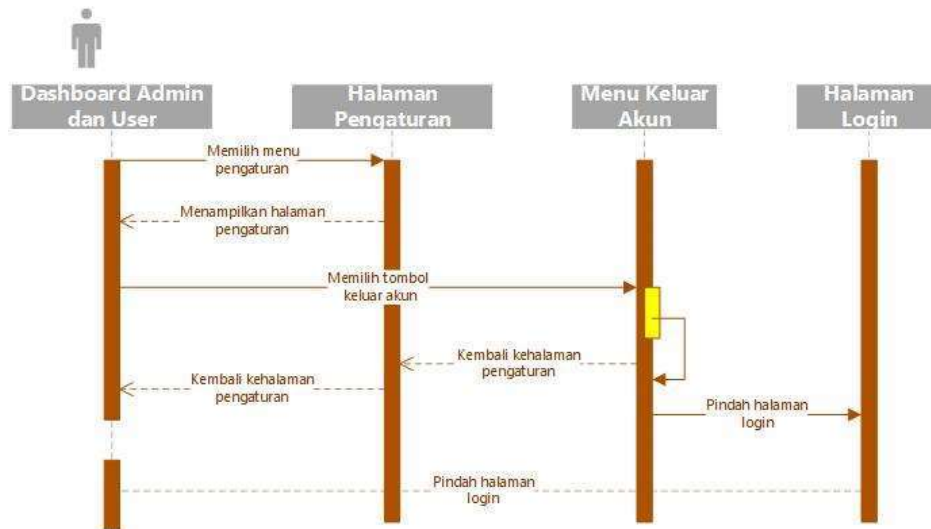 Dashboard Admin
dan User
Halaman
Pengaturan
Menu Keluar
Akun
Halaman
Login
Memilih menu
pengaturan
Menampilkan halaman
pengaturan
Memilih tombol
keluar akun
Kembali kehalaman
pengaturan
Kembali kehalaman
pengaturan
Pindah halaman
login
Pindah halaman
login